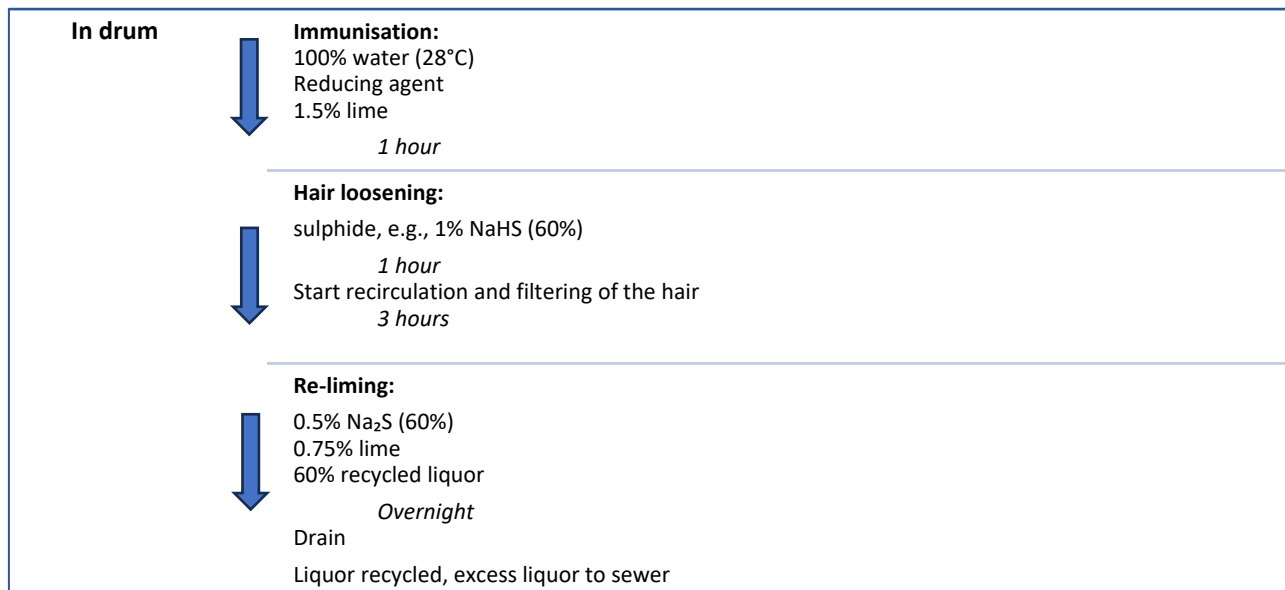 In drum
Immunisation:
100% water (28°C)
Reducing agent
1.5% lime
1 hour
Hair loosening:
sulphide, e.g., 1% NaHS (60%)
1 hour
Start recirculation and filtering of the hair
3 hours
Re-liming:
0.5% Na₂S (60%)
0.75% lime
60% recycled liquor
Overnight
Drain
Liquor recycled, excess liquor to sewer